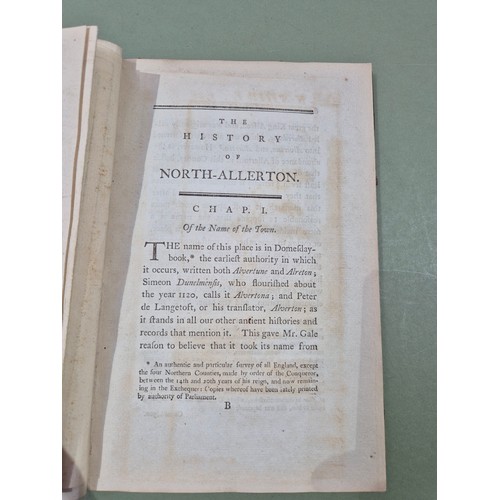 THE
HISTORY
OF
NORTH-ALLERTON.
CHAP. I.
Of the Name of the Town.
THE name of this place is in Domesday-
book,* the earliest authority in which
it occurs, written both Alvertune and Alreton;
Simeon Dunelmensis, who flourished about
the year 1120, calls it Alvertona; and Peter
de Langetoft, or his translator, Alverton; as
it stands in all our other antient histories and
records that mention it. This gave Mr. Gale
reason to believe that it took its name from
* An authentic and particular survey of all England, except
the four Northern Counties, made by order of the Conqueror,
between the 14th and 20th years of his reign, and now remain-
ing in the Exchequer: Copies whereof have been lately printed
by authority of Parliament.
B